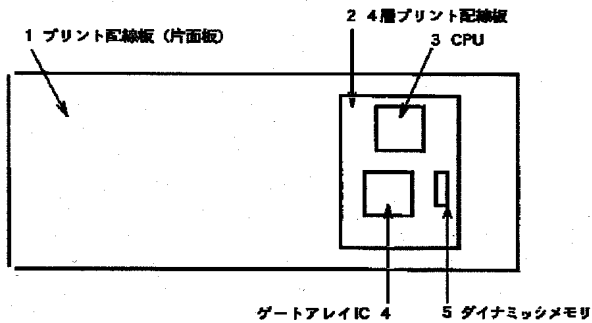 2 4層プリント配線板
1 プリント配線板（片面板）
3 CPU
ゲートアレイIC 4
5 ダイナミッシメモリ